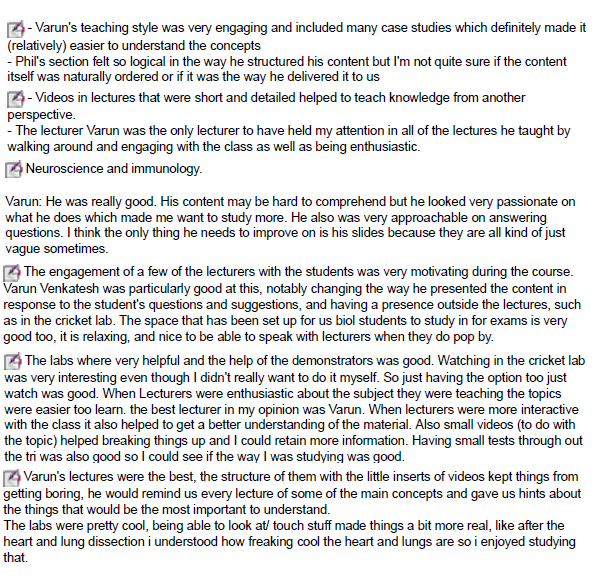 - Varun's teaching style was very engaging and included many case studies which definitely made it
(relatively) easier to understand the concepts
- Phil's section felt so logical in the way he structured his content but I'm not quite sure if the content
itself was naturally ordered or if it was the way he delivered it to us
- Videos in lectures that were short and detailed helped to teach knowledge from another
perspective.
- The lecturer Varun was the only lecturer to have held my attention in all of the lectures he taught by
walking around and engaging with the class as well as being enthusiastic.
Neuroscience and immunology.
Varun: He was really good. His content may be hard to comprehend but he looked very passionate on
what he does which made me want to study more. He also was very approachable on answering
questions. I think the only thing he needs to improve on is his slides because they are all kind of just
vague sometimes.
The engagement of a few of the lecturers with the students was very motivating during the course.
Varun Venkatesh was particularly good at this, notably changing the way he presented the content in
response to the student's questions and suggestions, and having a presence outside the lectures, such
as in the cricket lab. The space that has been set up for us biol students to study in for exams is very
good too, it is relaxing, and nice to be able to speak with lecturers when they do pop by.
The labs where very helpful and the help of the demonstrators was good. Watching in the cricket lab
was very interesting even though I didn't really want to do it myself. So just having the option too just
watch was good. When Lecturers were enthusiastic about the subject they were teaching the topics
were easier too learn. the best lecturer in my opinion was Varun. When lecturers were more interactive
with the class it also helped to get a better understanding of the material. Also small videos (to do with
the topic) helped breaking things up and I could retain more information. Having small tests through out
the tri was also good so I could see if the way I was studying was good.
Varun's lectures were the best, the structure of them with the little inserts of videos kept things from
getting boring, he would remind us every lecture of some of the main concepts and gave us hints about
the things that would be the most important to understand.
The labs were pretty cool, being able to look at/ touch stuff made things a bit more real, like after the
heart and lung dissection i understood how freaking cool the heart and lungs are so i enjoyed studying
that.